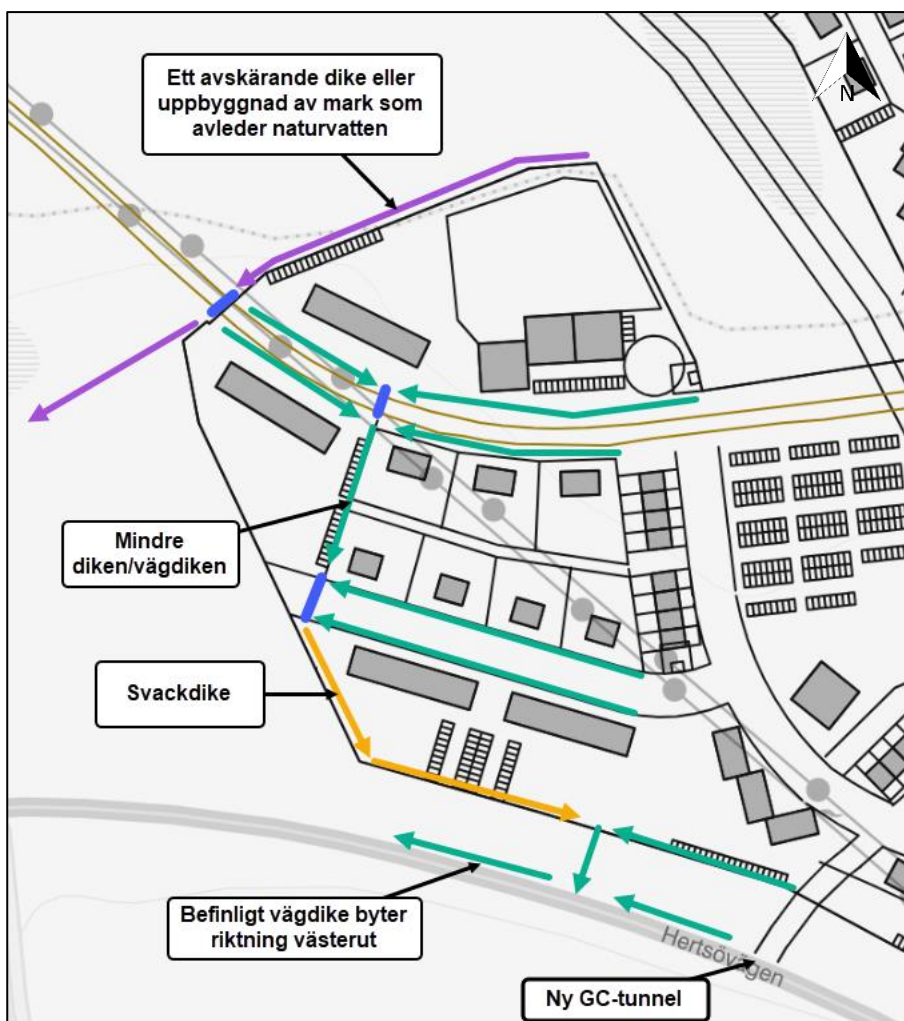 Ett avskärande dike eller
uppbyggnad av mark som
avleder naturvatten
N
Mindre
diken/vägdiken
Svackdike
Befinligt vägdike byter
riktning västerut
Hertsövägen
Ny GC-tunnel